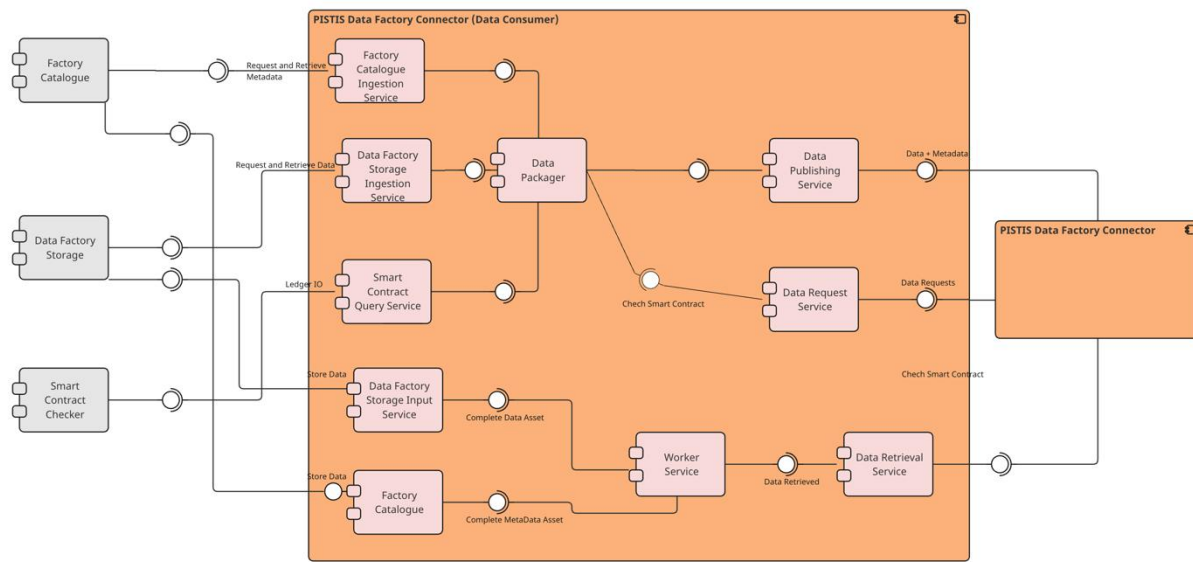 PISTIS Data Factory Connector (Data Consumer)
Factory
Catalogue
Request and Retrieve
Metadata
Factory
Catalogue
Ingestion
Service
Request and Retrieve Data
Data Factory
Storage
Ingestion
Service
Data
Packager
Data
Publishing
Service
Data + Metadata
Data Factory
Storage
PISTIS Data Factory Connector
Ledger IO
Smart
Contract
Query Service
Chech Smart Contract
Data Request
Service
Data Requests
Smart
Contract
Checker
Store Data
Data Factory
Storage Input
Service
Complete Data Asset
Chech Smart Contract
Worker
Service
Data Retrieved
Data Retrieval
Service
Store Data
Factory
Catalogue
Complete MetaData Asset